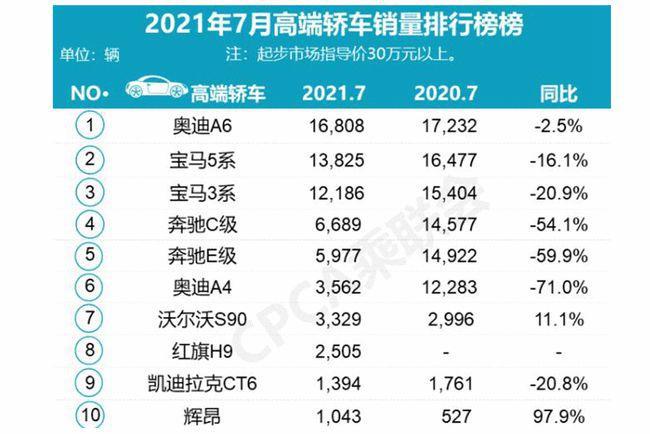 2021年7月高端轿车销量排行榜榜
单位：辆 注：起步市场指导价30万元以上。
NO• 高端轿车 2021.7 2020.7 同比
1 奥迪A6 16,808 17,232 -2.5%
2 宝马5系 13,825 16,477 -16.1%
3 宝马3系 12,186 15,404 -20.9%
4 奔驰C级 6,689 14,577 -54.1%
5 奔驰E级 5,977 14,922 -59.9%
6 奥迪A4 3,562 12,283 -71.0%
7 沃尔沃S90 3,329 2,996 11.1%
8 红旗H9 2,505 - -
9 凯迪拉克CT6 1,394 1,761 -20.8%
10 辉昂 1,043 527 97.9%
CPCA乘联会